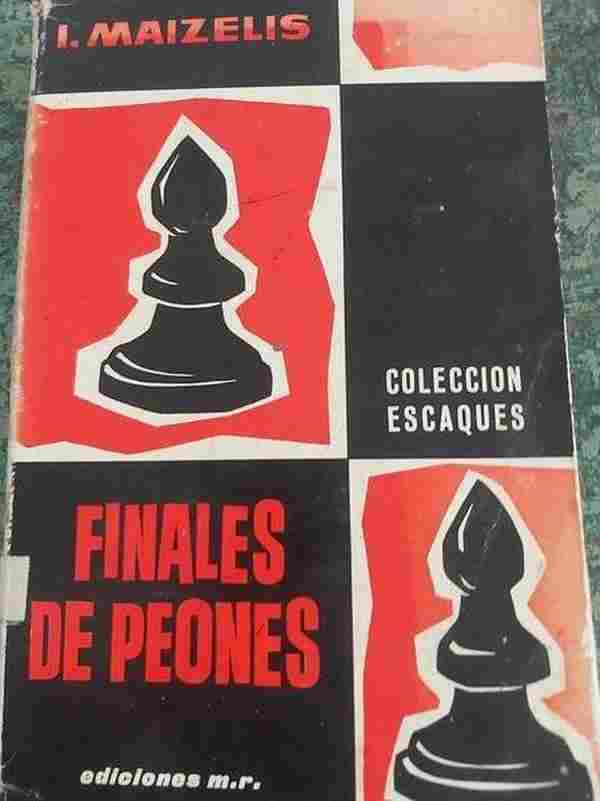 I. MAIZELIS
COLECCION
ESCAQUES
FINALES
DE PEONES
ediciones m.r.